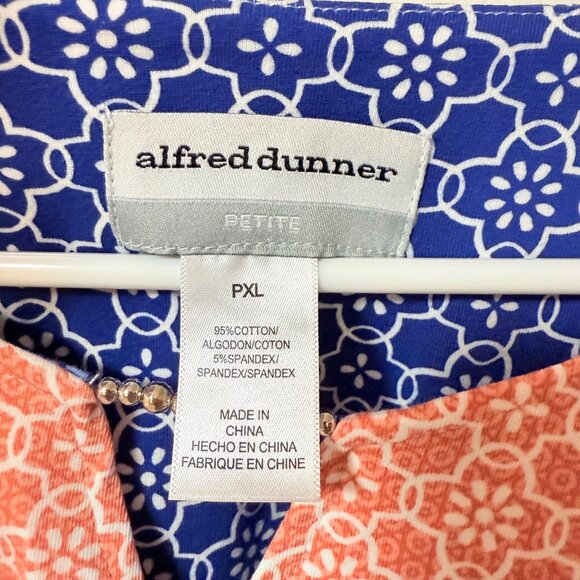 alfred dunner
PETITE
PXL
95%COTTON/
ALGODON/COTON
5%SPANDEX/
SPANDEX/SPANDEX
MADE IN
CHINA
HECHO EN CHINA
FABRIQUE EN CHINE